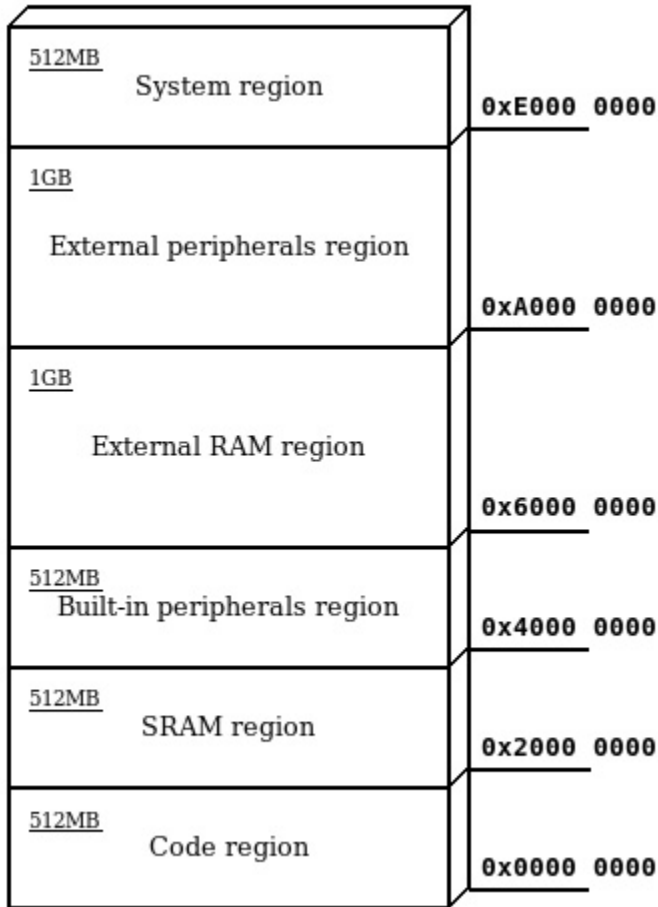 512MB
System region
0xE000 0000
1GB
External peripherals region
0xA000 0000
1GB
External RAM region
0x6000 0000
512MB
Built-in peripherals region
0x4000 0000
512MB
SRAM region
0x2000 0000
512MB
Code region
0x0000 0000